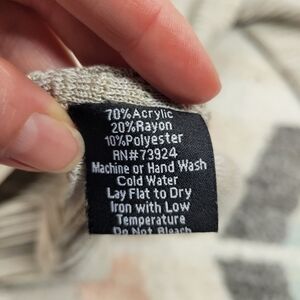 70% Acrylic
20% Rayon
10% Polyester
RN#73924
Machine or Hand Wash
Cold Water
Lay Flat to Dry
Iron with Low
Temperature
Do Not Bleach